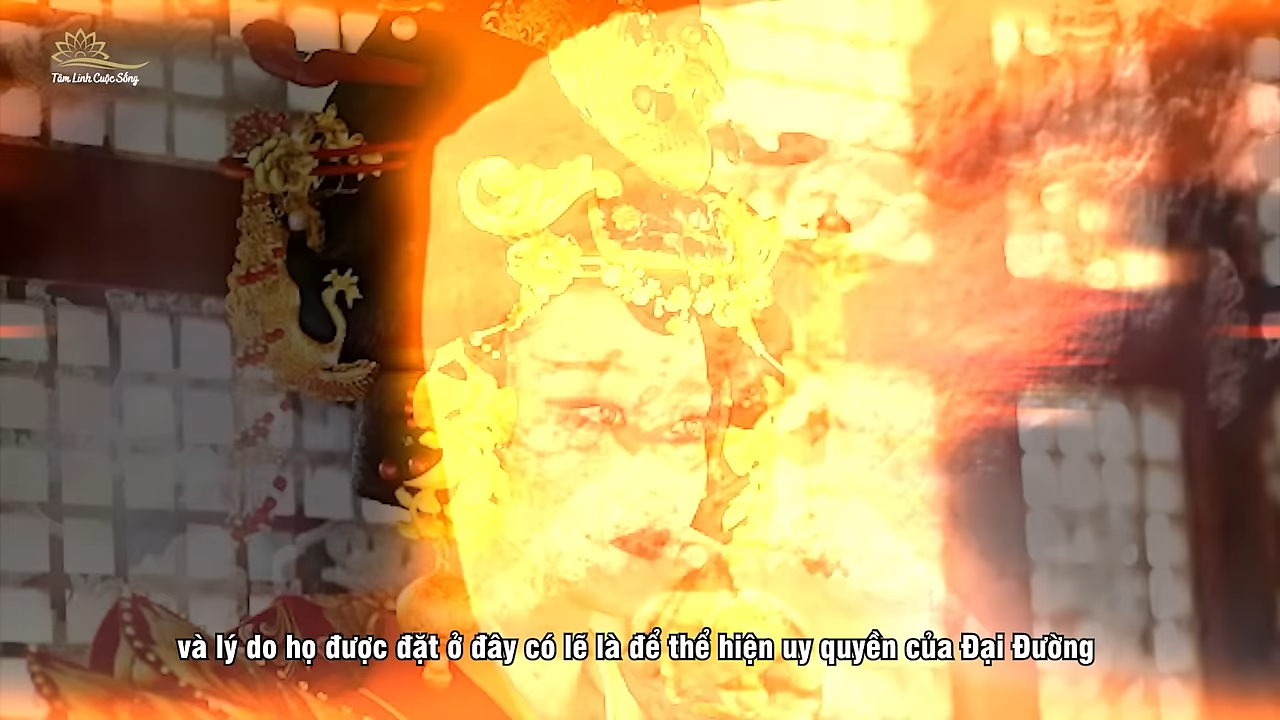 Tâm Linh Cuộc Sống
và lý do họ được đặt ở đây có lẽ là để thể hiện uy quyền của Đại Đường